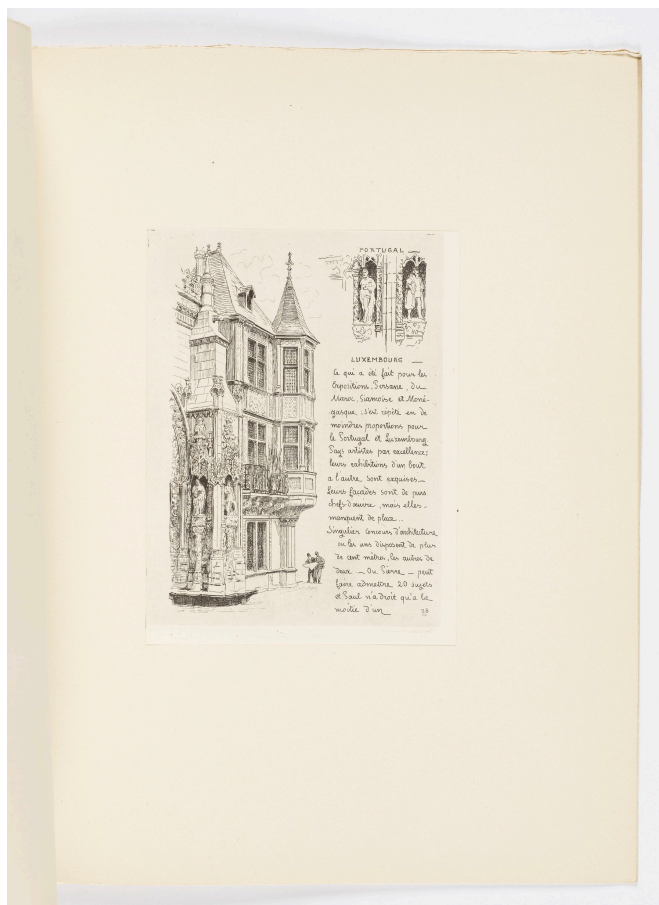 PORTUGAL —
LUXEMBOURG —
Ce qui a été fait pour les
Expositions, Persane, du
Maroc, Siamoise et Moné-
gasque, s'est répété en de
moindres proportions pour
le Portugal et Luxembourg
Pays artistes par excellence;
leurs exhibitions d'un bout
a l'autre sont exquises —
Leurs façades sont de purs
chefs-d'œuvre, mais elles
manquent de place ..
Singulier concours d'architecture
ou les uns disposent de plus
de cent mètres, les autres de
deux — Ou Pierre — peut
faire admettre 20 sujets
et Paul n'a droit qu'a la
moitié d'un —